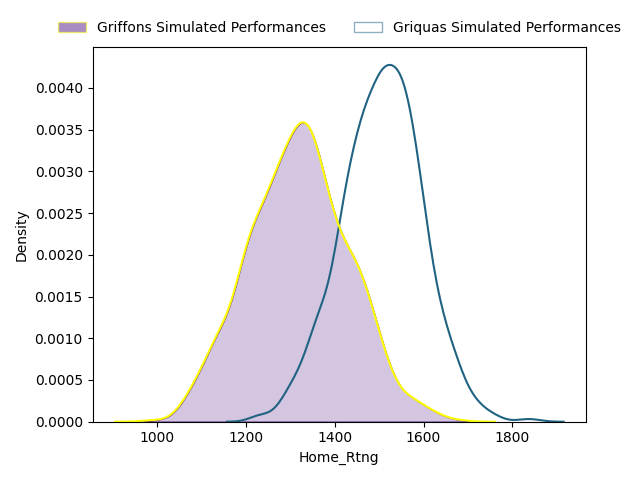 Griffons Simulated Performances Griquas Simulated Performances
0.0040
0.0035
0.0030
0.0025
0.0020
0.0015
0.0010
0.0005
0.0000
Density
1000 1200 1400 1600 1800
Home_Rtng